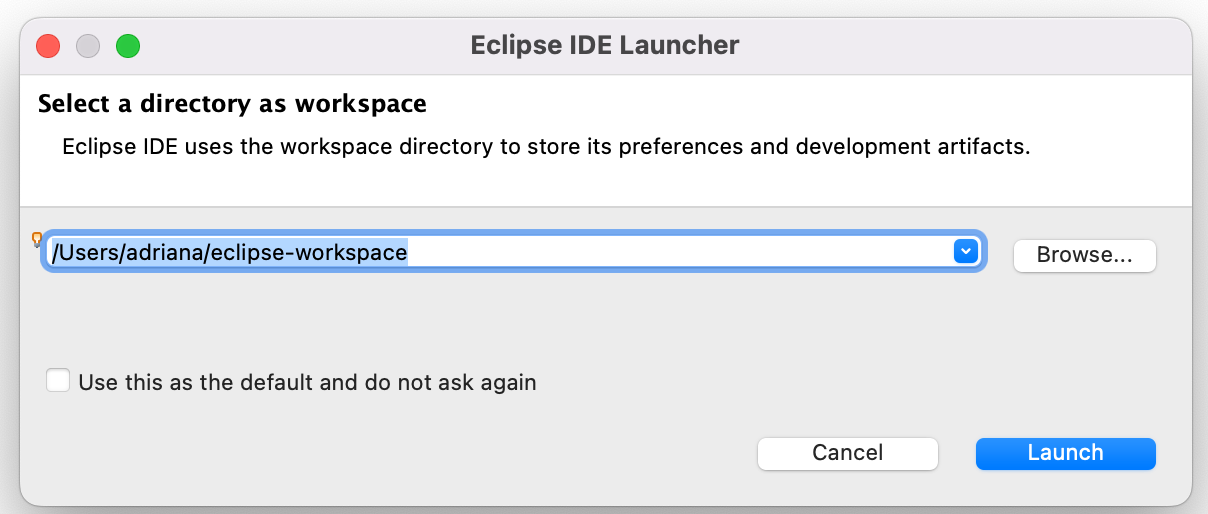 Eclipse IDE Launcher
Select a directory as workspace
Eclipse IDE uses the workspace directory to store its preferences and development artifacts.
/Users/adriana/eclipse-workspace
Browse...
Use this as the default and do not ask again
Cancel
Launch